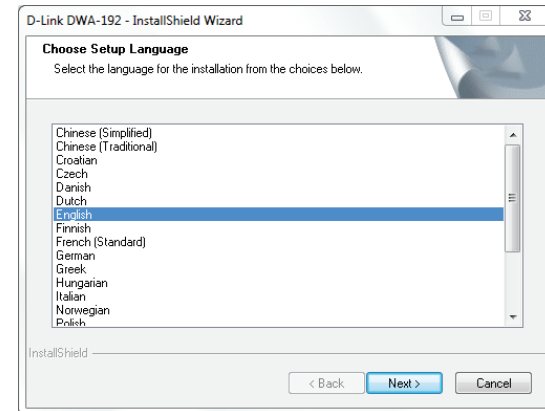 D-Link DWA-192 - InstallShield Wizard
Choose Setup Language
Select the language for the installation from the choices below.
Chinese (Simplified)
Chinese (Traditional)
Croatian
Czech
Danish
Dutch
English
Finnish
French (Standard)
German
Greek
Hungarian
Italian
Norwegian
Polish
InstallShield
< Back
Next >
Cancel